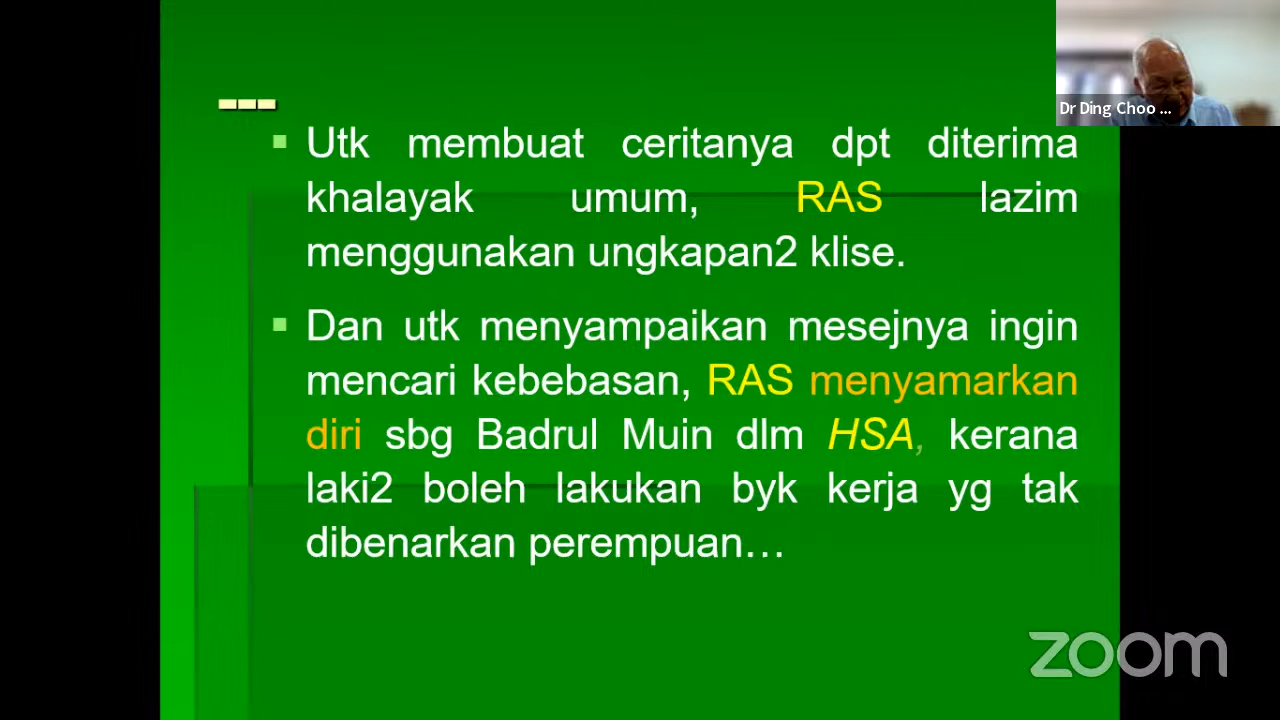 ---
Dr Ding Choo ...
Utk membuat ceritanya dpt diterima
khalayak umum, RAS lazim
menggunakan ungkapan2 klise.
Dan utk menyampaikan mesejnya ingin
mencari kebebasan, RAS menyamarkan
diri sbg Badrul Muin dlm HSA, kerana
laki2 boleh lakukan byk kerja yg tak
dibenarkan perempuan...
zoom